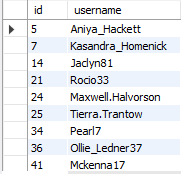 id username
5 Aniya_Hackett
7 Kasandra_Homenick
14 Jaclyn81
21 Rocio33
24 Maxwell.Halvorson
25 Tierra.Trantow
34 Pearl7
36 Ollie_Ledner37
41 Mckenna17